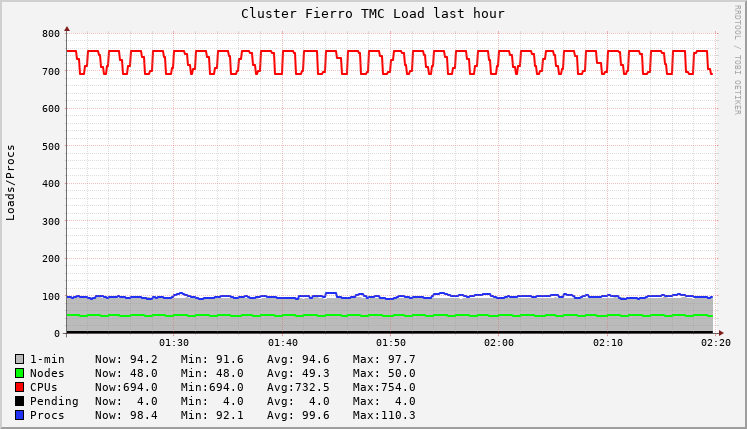 Cluster Fierro TMC Load last hour
RRDTOOL / TOBI OETIKER
Loads/Procs
800
700
600
500
400
300
200
100
0
01:30 01:40 01:50 02:00 02:10 02:20
1-min Now: 94.2 Min: 91.6 Avg: 94.6 Max: 97.7
Nodes Now: 48.0 Min: 48.0 Avg: 49.3 Max: 50.0
CPUs Now:694.0 Min:694.0 Avg:732.5 Max:754.0
Pending Now: 4.0 Min: 4.0 Avg: 4.0 Max: 4.0
Procs Now: 98.4 Min: 92.1 Avg: 99.6 Max:110.3